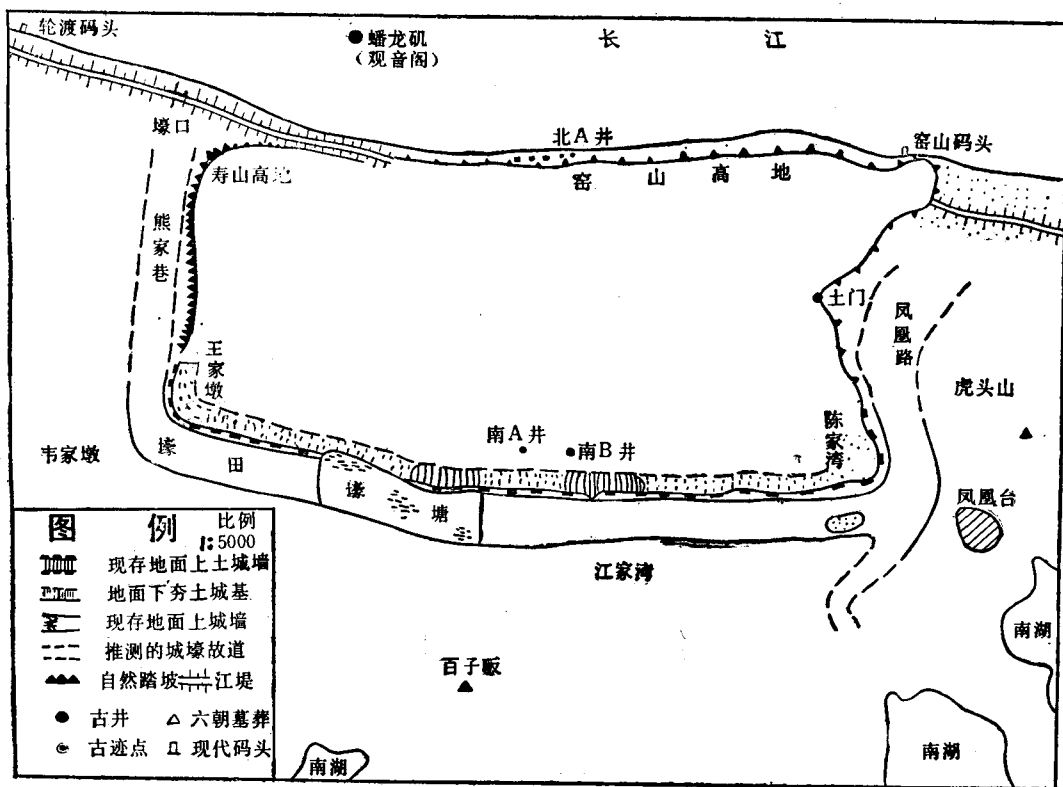 轮渡码头
蟠龙矶
(观音阁)
长江
壕口
北A井
窑山码头
寿山高地
窑山高地
熊家巷
土门
凤凰路
王家墩
虎头山
陈家湾
南A井
南B井
韦家墩
壕田
壕塘
凤凰台
江家湾
南湖
百子畈
南湖
南湖
图例
比例
1:5000
现存地面上土城墙
地面下夯土城基
现存地面上城墙
推测的城壕故道
自然踏坡
江堤
古井
六朝墓葬
古迹点
现代码头